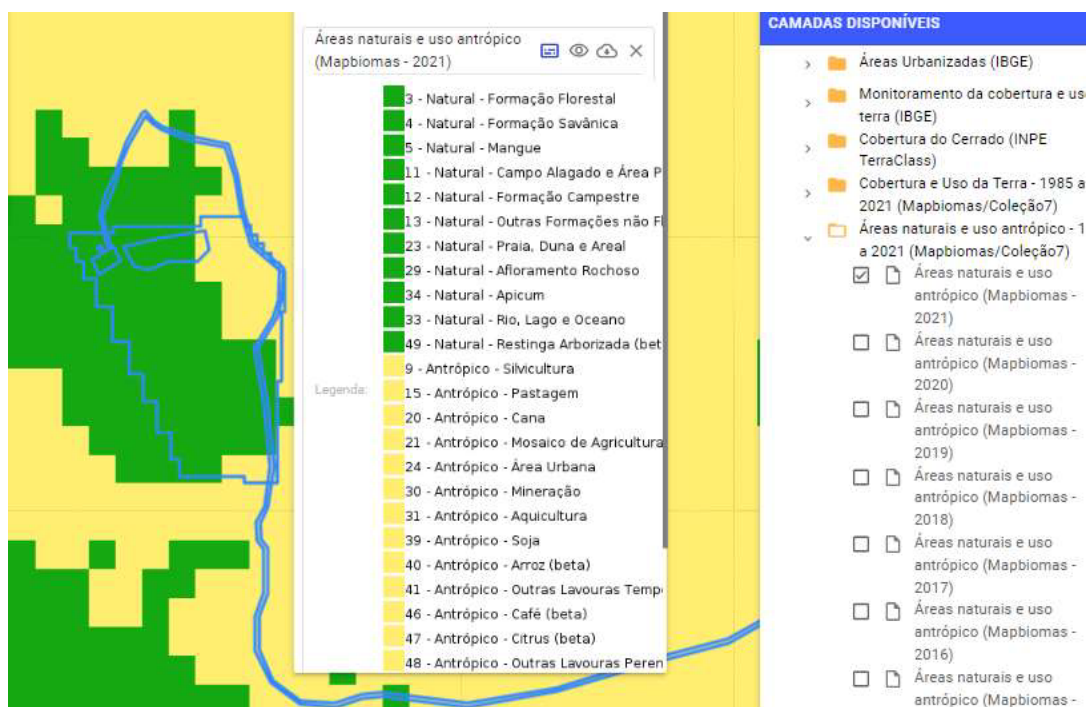 Áreas naturais e uso antrópico
(Mapbiomas - 2021)
3 - Natural - Formação Florestal
4 - Natural - Formação Savânica
5 - Natural - Mangue
11 - Natural - Campo Alagado e Área P
12 - Natural - Formação Campestre
13 - Natural - Outras Formações não Fl
23 - Natural - Praia, Duna e Areal
29 - Natural - Afloramento Rochoso
34 - Natural - Apicum
33 - Natural - Rio, Lago e Oceano
49 - Natural - Restinga Arborizada (bet
Legenda:
9 - Antrópico - Silvicultura
15 - Antrópico - Pastagem
20 - Antrópico - Cana
21 - Antrópico - Mosaico de Agricultura
24 - Antrópico - Área Urbana
30 - Antrópico - Mineração
31 - Antrópico - Aquicultura
39 - Antrópico - Soja
40 - Antrópico - Arroz (beta)
41 - Antrópico - Outras Lavouras Temp
46 - Antrópico - Café (beta)
47 - Antrópico - Citrus (beta)
48 - Antrópico - Outras Lavouras Peren
CAMADAS DISPONÍVEIS
Áreas Urbanizadas (IBGE)
Monitoramento da cobertura e uso
terra (IBGE)
Cobertura do Cerrado (INPE
TerraClass)
Cobertura e Uso da Terra - 1985 a
2021 (Mapbiomas/Coleção7)
Áreas naturais e uso antrópico - 1
a 2021 (Mapbiomas/Coleção7)
Áreas naturais e uso
antrópico (Mapbiomas -
2021)
Áreas naturais e uso
antrópico (Mapbiomas -
2020)
Áreas naturais e uso
antrópico (Mapbiomas -
2019)
Áreas naturais e uso
antrópico (Mapbiomas -
2018)
Áreas naturais e uso
antrópico (Mapbiomas -
2017)
Áreas naturais e uso
antrópico (Mapbiomas -
2016)
Áreas naturais e uso
antrópico (Mapbiomas -